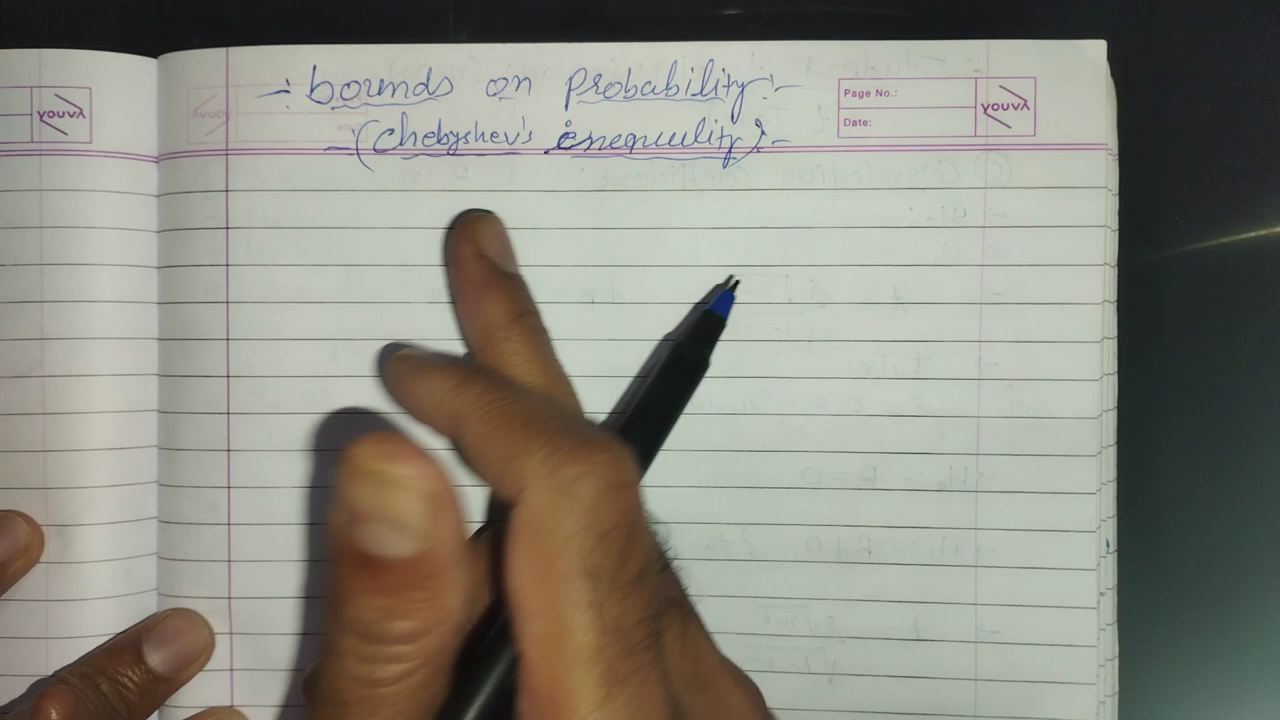 -: bounds on Probability :-
-(Chebyshev's inequality):-
Page No.:
Date:
youva
youva